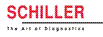 SCHILLER
The Art of Diagnostics